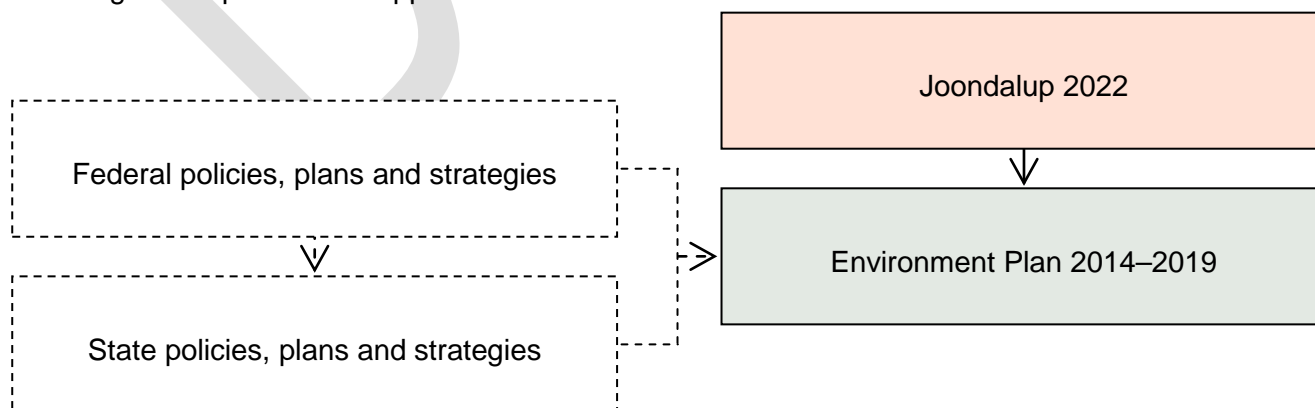 Joondalup 2022
Federal policies, plans and strategies
Environment Plan 2014–2019
State policies, plans and strategies